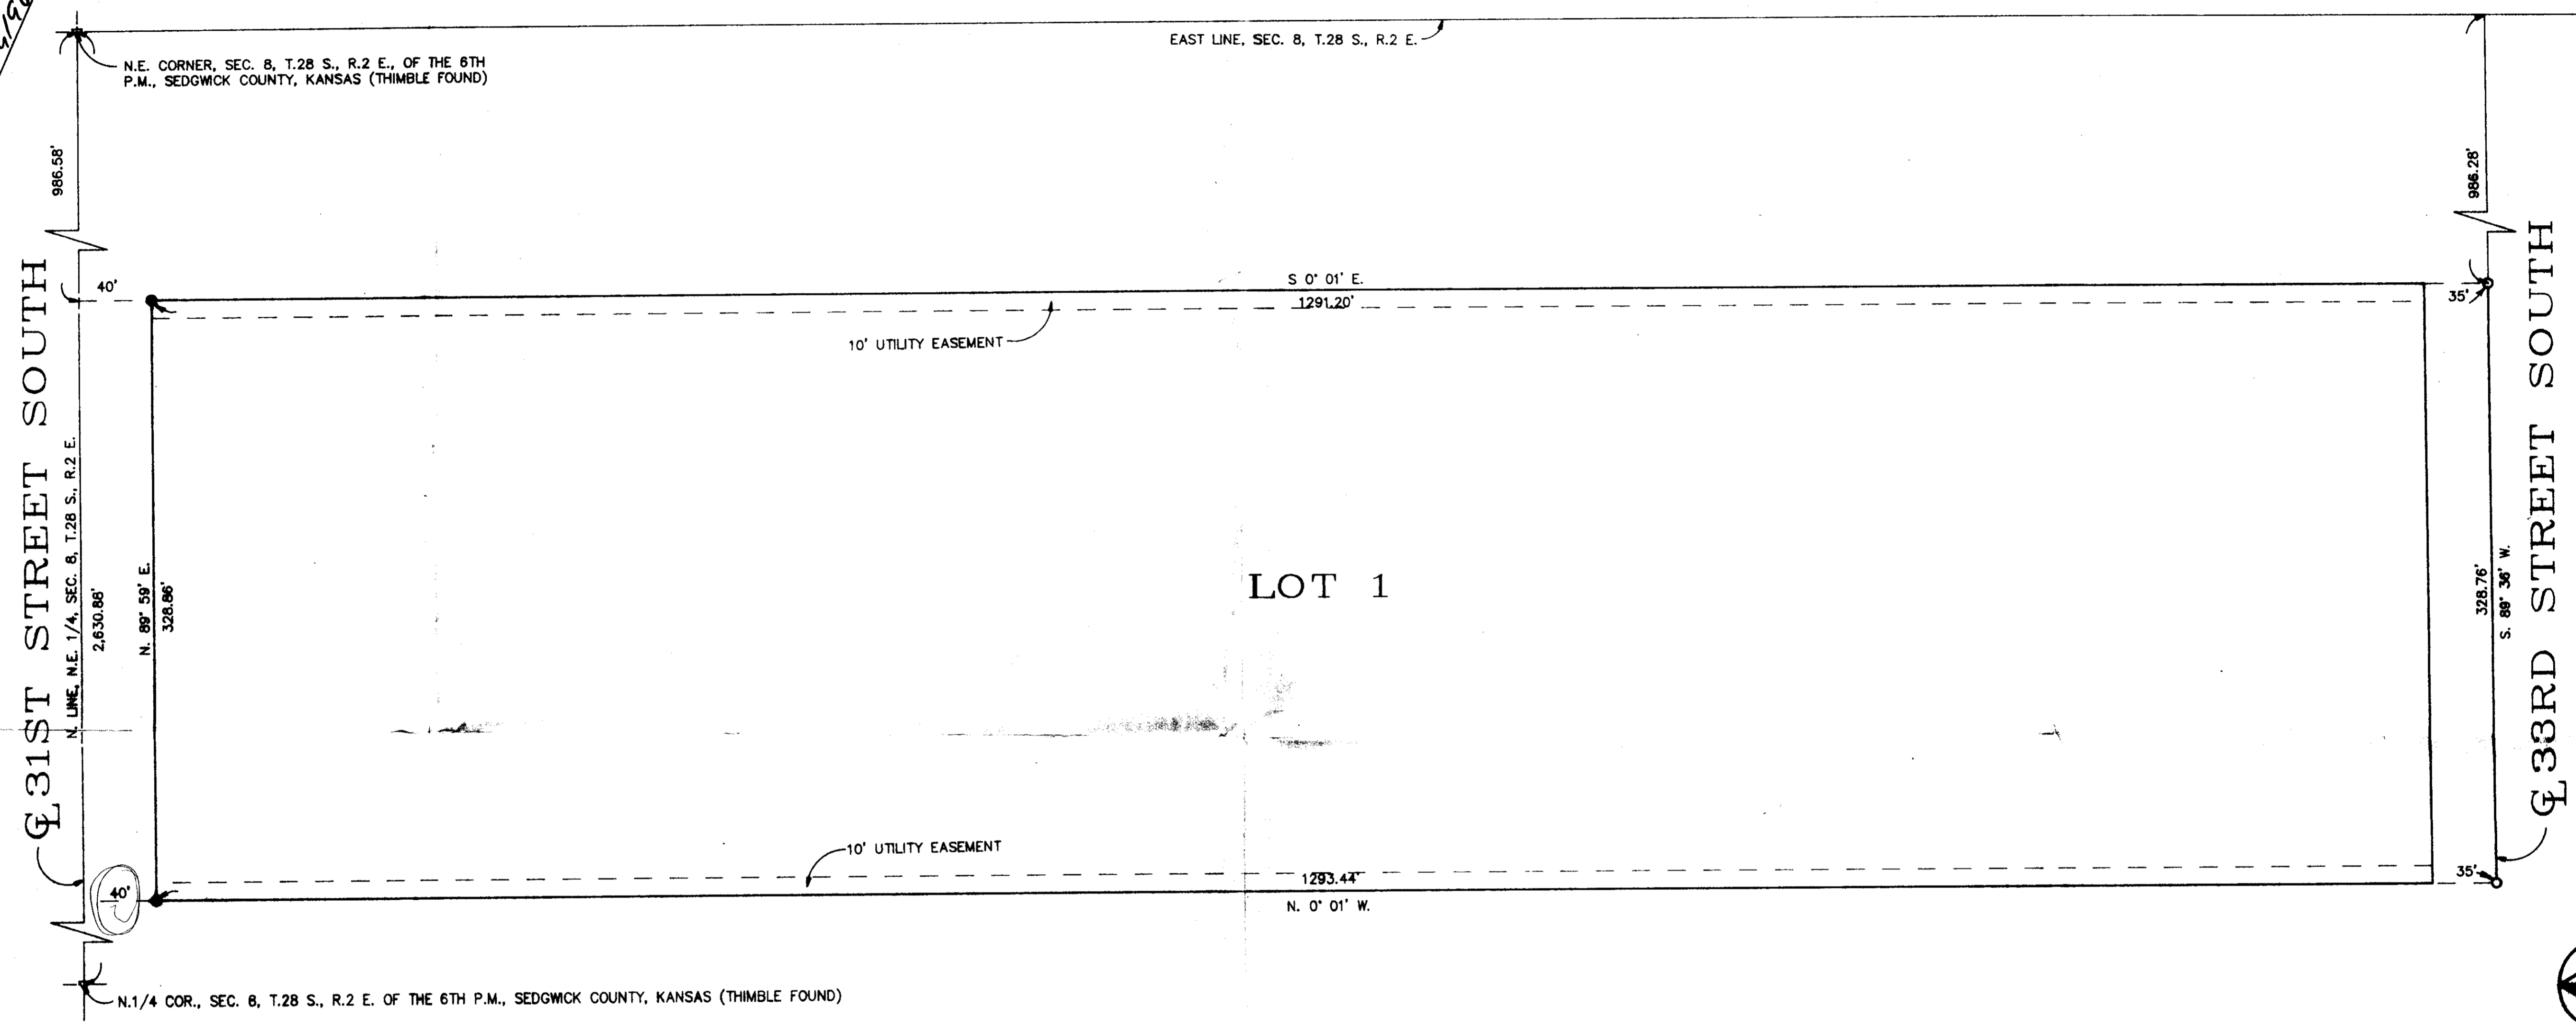 EAST LINE, SEC. 8, T.28 S., R.2 E.
N.E. CORNER, SEC. 8, T.28 S., R.2 E., OF THE 6TH
P.M., SEDGWICK COUNTY, KANSAS (THIMBLE FOUND)
986.58'
986.28'
40'
S 0° 01' E.
1291.20'
35'
10' UTILITY EASEMENT
℄ 31ST STREET SOUTH
N. LINE, N.E. 1/4, SEC. 8, T.28 S., R.2 E.
2,630.88'
N. 89° 59' E.
328.86'
LOT 1
328.76'
S. 89° 36' W.
℄ 33RD STREET SOUTH
10' UTILITY EASEMENT
40'
1293.44'
35'
N. 0° 01' W.
N.1/4 COR., SEC. 8, T.28 S., R.2 E. OF THE 6TH P.M., SEDGWICK COUNTY, KANSAS (THIMBLE FOUND)